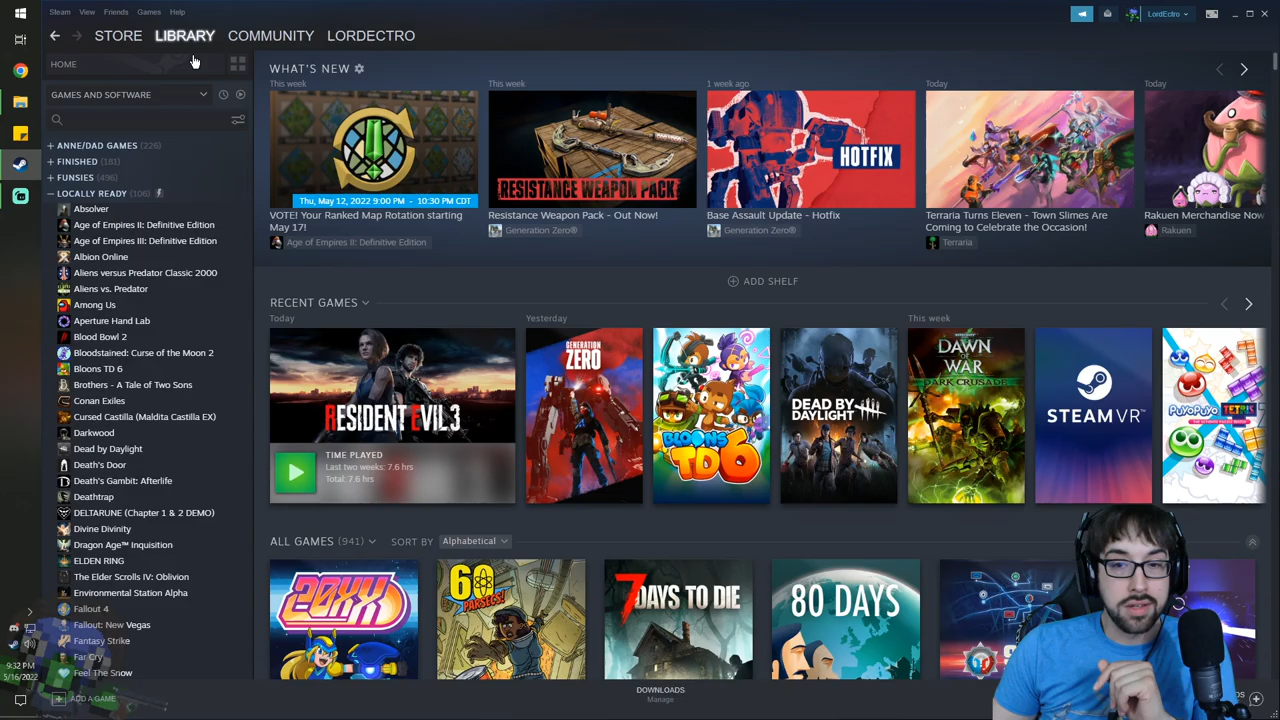 Steam View Friends Games Help
LordEctro
STORE LIBRARY COMMUNITY LORDECTRO
HOME
GAMES AND SOFTWARE
ANNE/DAD GAMES (226)
FINISHED (181)
FUNSIES (496)
LOCALLY READY (106)
Absolver
Age of Empires II: Definitive Edition
Age of Empires III: Definitive Edition
Albion Online
Aliens versus Predator Classic 2000
Aliens vs. Predator
Among Us
Aperture Hand Lab
Blood Bowl 2
Bloodstained: Curse of the Moon 2
Bloons TD 6
Brothers - A Tale of Two Sons
Conan Exiles
Cursed Castilla (Maldita Castilla EX)
Darkwood
Dead by Daylight
Death's Door
Death's Gambit: Afterlife
Deathtrap
DELTARUNE (Chapter 1 & 2 DEMO)
Divine Divinity
Dragon Age™ Inquisition
ELDEN RING
The Elder Scrolls IV: Oblivion
Environmental Station Alpha
Fallout 4
Fallout: New Vegas
Fantasy Strike
Far Cry
Feel The Snow
ADD A GAME
9:32 PM
5/16/2022
WHAT'S NEW
This week
Thu, May 12, 2022 9:00 PM - 10:30 PM CDT
VOTE! Your Ranked Map Rotation starting
May 17!
Age of Empires II: Definitive Edition
This week
RESISTANCE WEAPON PACK
Resistance Weapon Pack - Out Now!
Generation Zero®
1 week ago
HOTFIX
Base Assault Update - Hotfix
Generation Zero®
Today
Terraria Turns Eleven - Town Slimes Are
Coming to Celebrate the Occasion!
Terraria
Today
Rakuen Merchandise Now
Rakuen
ADD SHELF
RECENT GAMES
Today
RESIDENT EVIL 3
TIME PLAYED
Last two weeks: 7.6 hrs
Total: 7.6 hrs
Yesterday
GENERATION
ZERO
BLOONS
TD6
DEAD BY
DAYLIGHT
This week
DAWN OF
WAR
DARK CRUSADE
STEAMVR™
PUYOPUYO TETRIS
ALL GAMES (941) SORT BY Alphabetical
20XX
60
PARSECS!
7
DAYS TO DIE
80 DAYS
DOWNLOADS
Manage